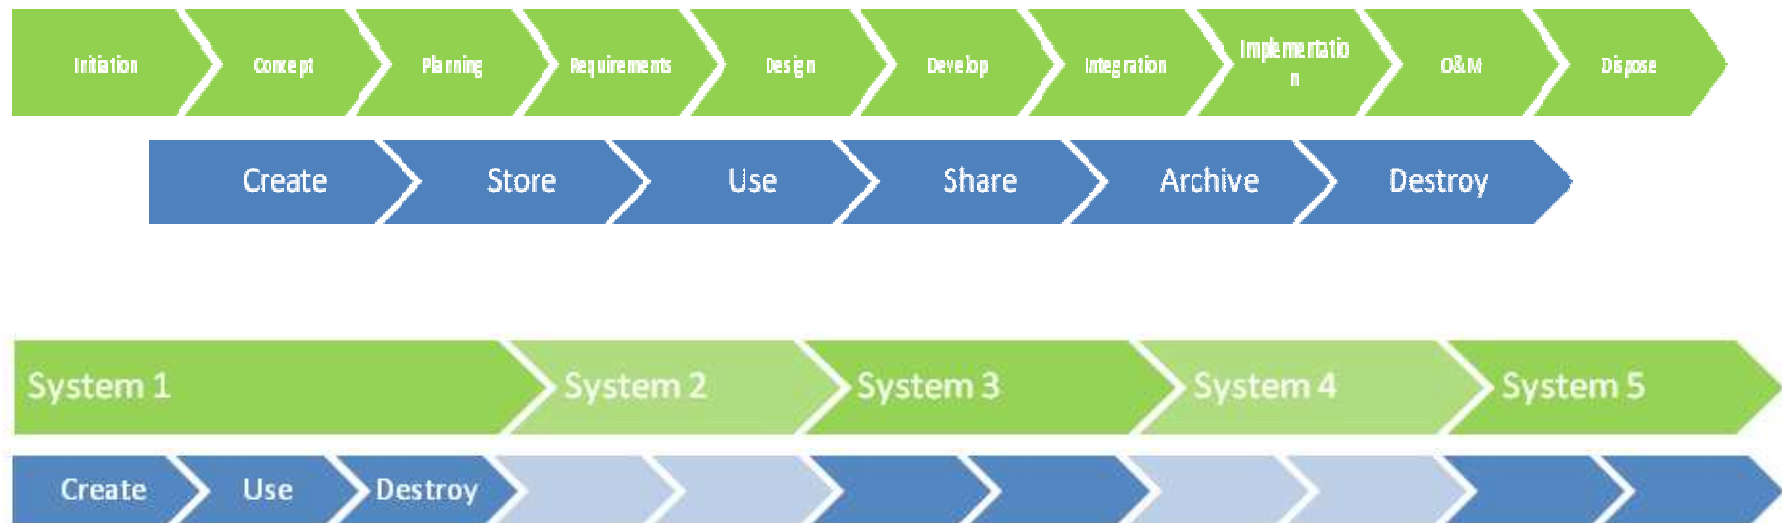 Initiation
Concept
Planning
Requirements
Design
Develop
Integration
Implementatio
n
O&M
Dispose
Create
Store
Use
Share
Archive
Destroy
System 1
System 2
System 3
System 4
System 5
Create
Use
Destroy